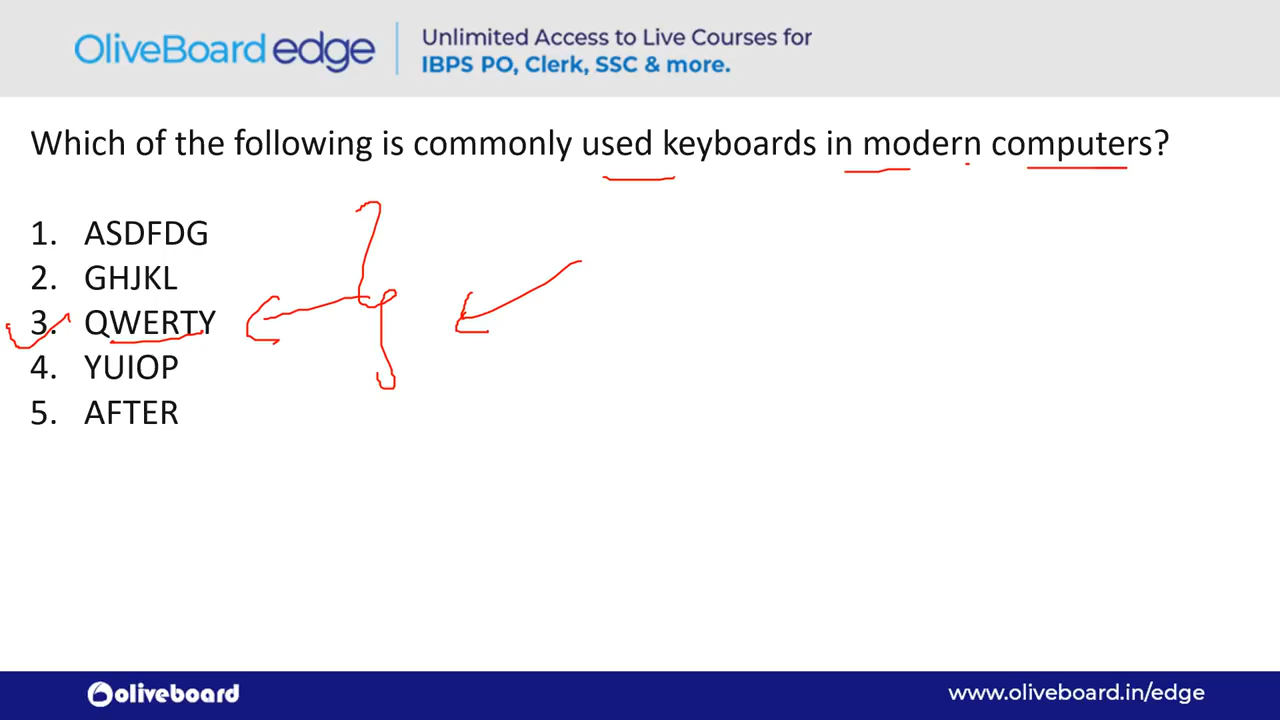 OliveBoard edge
Unlimited Access to Live Courses for
IBPS PO, Clerk, SSC & more.
Which of the following is commonly used keyboards in modern computers?
1. ASDFDG
2. GHJKL
3. QWERTY
4. YUIOP
5. AFTER
oliveboard
www.oliveboard.in/edge